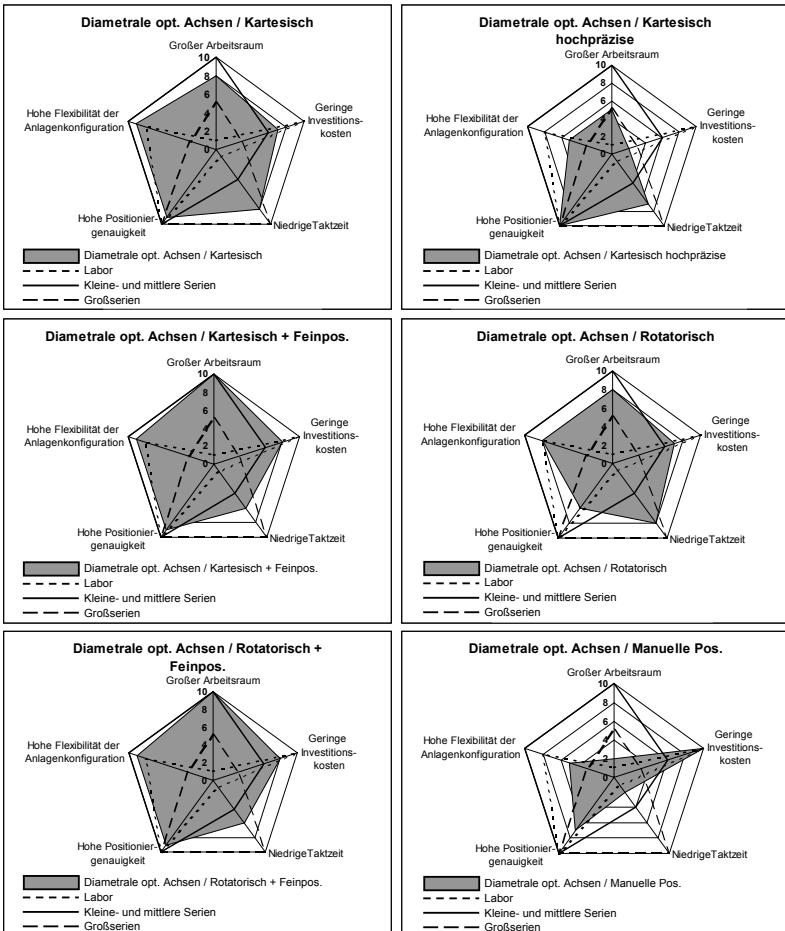 Diametrale opt. Achsen / Kartesisch
Großer Arbeitsraum
10
8
6
4
2
0
Hohe Flexibilität der
Anlagenkonfiguration
Geringe
Investitions-
kosten
Hohe Positionier-
genauigkeit
NiedrigeTaktzeit
Diametrale opt. Achsen / Kartesisch
Labor
Kleine- und mittlere Serien
Großserien
Diametrale opt. Achsen / Kartesisch
hochpräzise
Großer Arbeitsraum
10
8
6
4
2
0
Hohe Flexibilität der
Anlagenkonfiguration
Geringe
Investitions-
kosten
Hohe Positionier-
genauigkeit
NiedrigeTaktzeit
Diametrale opt. Achsen / Kartesisch hochpräzise
Labor
Kleine- und mittlere Serien
Großserien
Diametrale opt. Achsen / Kartesisch + Feinpos.
Großer Arbeitsraum
10
8
6
4
2
0
Hohe Flexibilität der
Anlagenkonfiguration
Geringe
Investitions-
kosten
Hohe Positionier-
genauigkeit
NiedrigeTaktzeit
Diametrale opt. Achsen / Kartesisch + Feinpos.
Labor
Kleine- und mittlere Serien
Großserien
Diametrale opt. Achsen / Rotatorisch
Großer Arbeitsraum
10
8
6
4
2
0
Hohe Flexibilität der
Anlagenkonfiguration
Geringe
Investitions-
kosten
Hohe Positionier-
genauigkeit
NiedrigeTaktzeit
Diametrale opt. Achsen / Rotatorisch
Labor
Kleine- und mittlere Serien
Großserien
Diametrale opt. Achsen / Rotatorisch +
Feinpos.
Großer Arbeitsraum
10
8
6
4
2
0
Hohe Flexibilität der
Anlagenkonfiguration
Geringe
Investitions-
kosten
Hohe Positionier-
genauigkeit
NiedrigeTaktzeit
Diametrale opt. Achsen / Rotatorisch + Feinpos.
Labor
Kleine- und mittlere Serien
Großserien
Diametrale opt. Achsen / Manuelle Pos.
Großer Arbeitsraum
10
8
6
4
2
0
Hohe Flexibilität der
Anlagenkonfiguration
Geringe
Investitions-
kosten
Hohe Positionier-
genauigkeit
NiedrigeTaktzeit
Diametrale opt. Achsen / Manuelle Pos.
Labor
Kleine- und mittlere Serien
Großserien